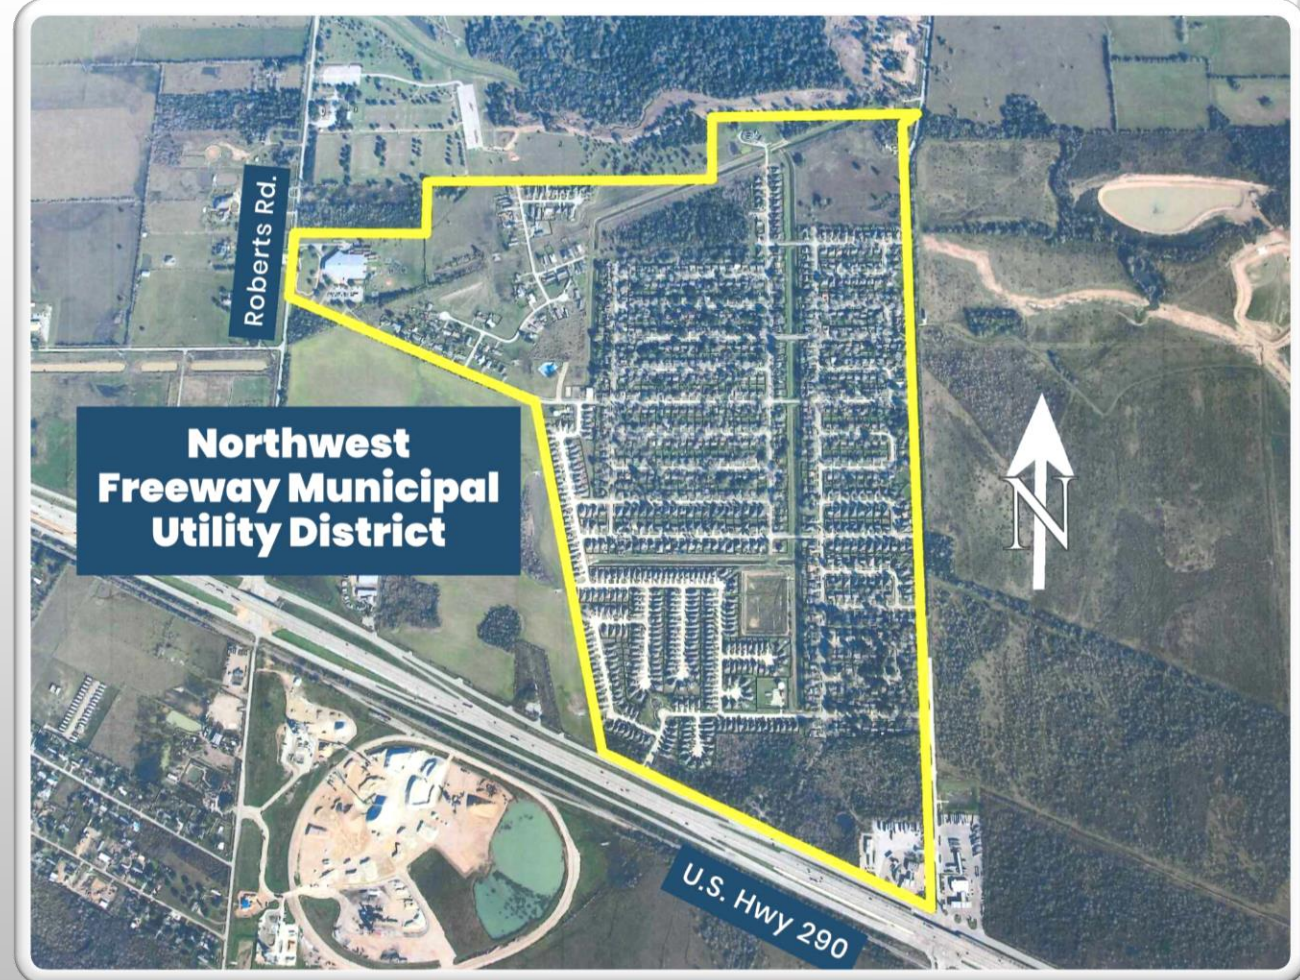 Roberts Rd.
Northwest
Freeway Municipal
Utility District
N
U.S. Hwy 290